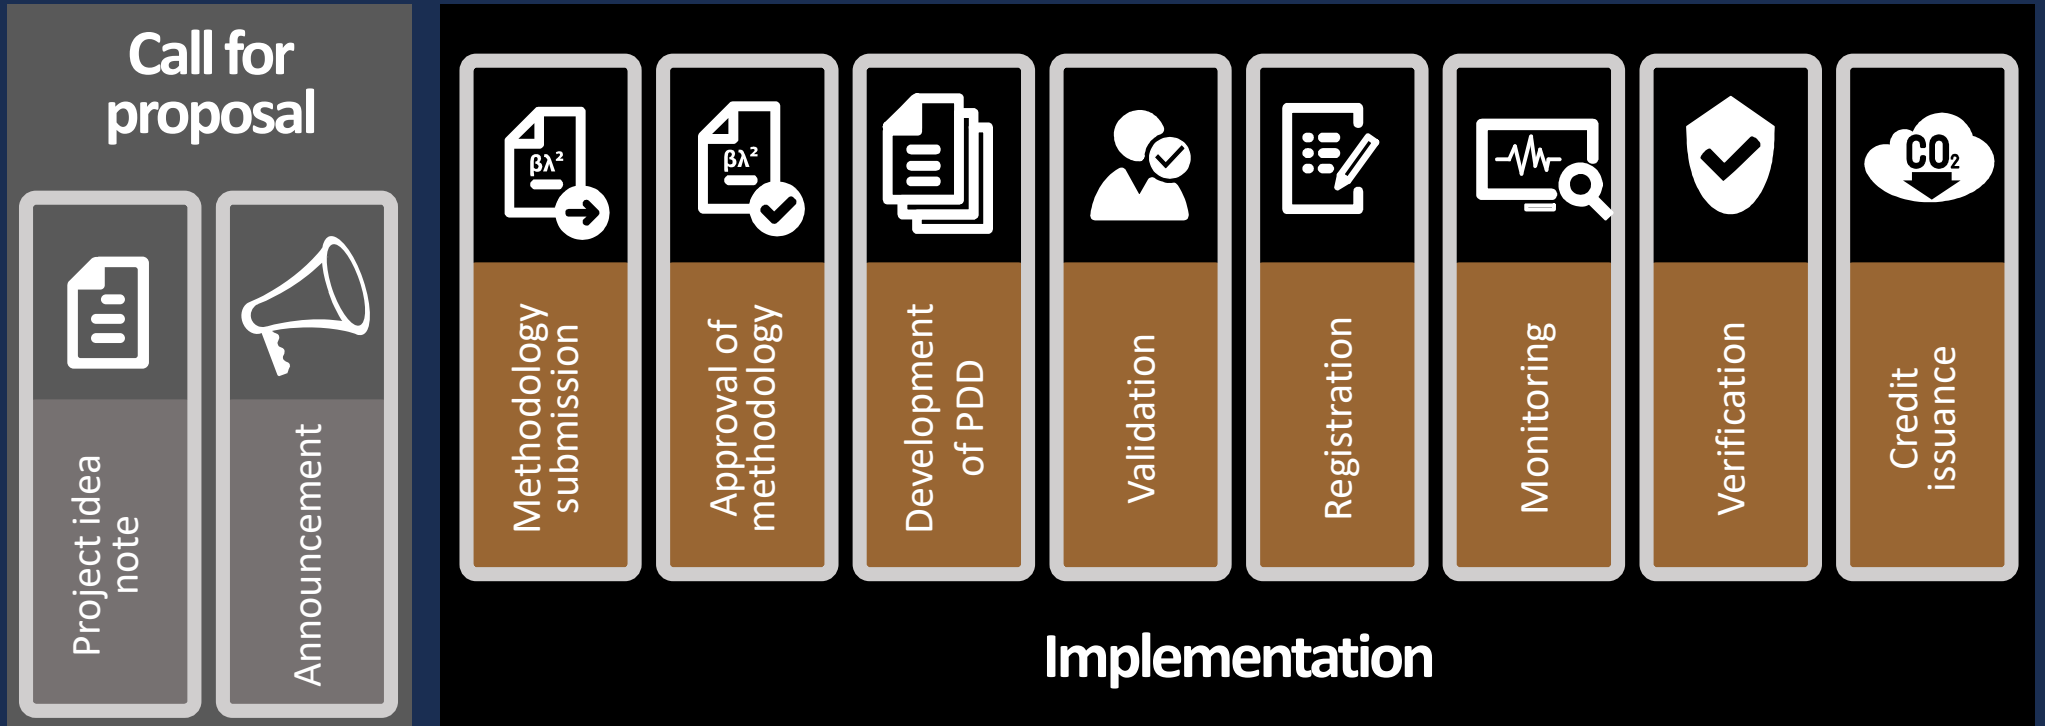 Call for
proposal
Project idea
note
Announcement
βλ²
Methodology
submission
βλ²
Approval of
methodology
Development
of PDD
Validation
Registration
Monitoring
Verification
CO₂
Credit
issuance
Implementation